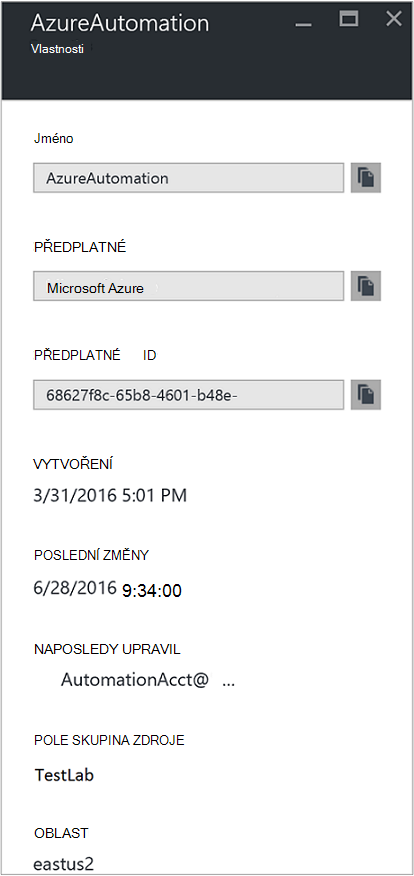 AzureAutomation
Vlastnosti
Jméno
AzureAutomation
PŘEDPLATNÉ
Microsoft Azure
PŘEDPLATNÉ ID
68627f8c-65b8-4601-b48e-
VYTVOŘENÍ
3/31/2016 5:01 PM
POSLEDNÍ ZMĚNY
6/28/2016 9:34:00
NAPOSLEDY UPRAVIL
AutomationAcct@ ...
POLE SKUPINA ZDROJE
TestLab
OBLAST
eastus2